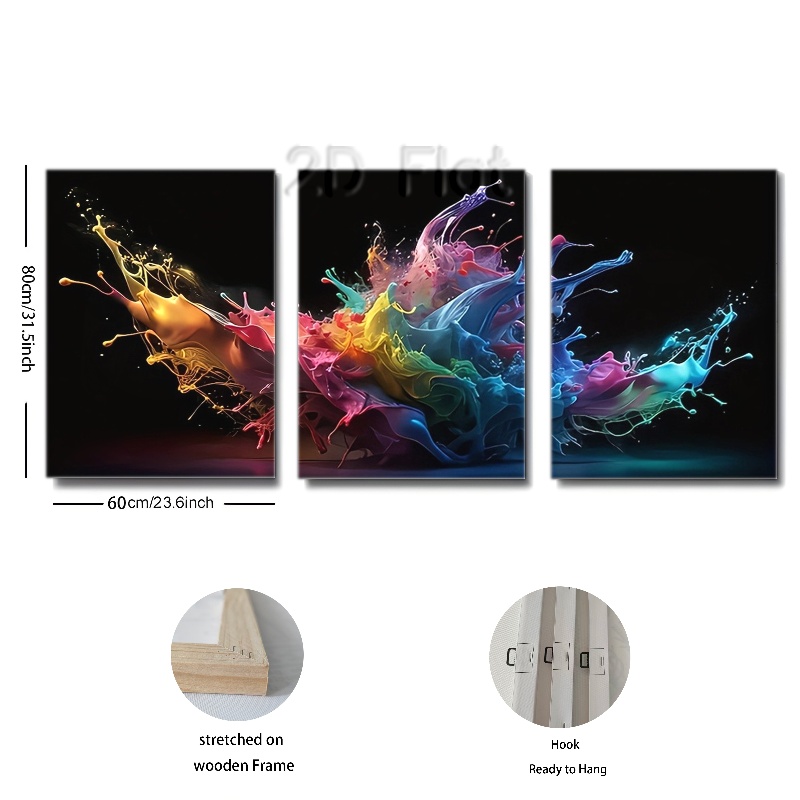 2D Flat
80cm/31.5inch
60cm/23.6inch
stretched on
wooden Frame
Hook
Ready to Hang